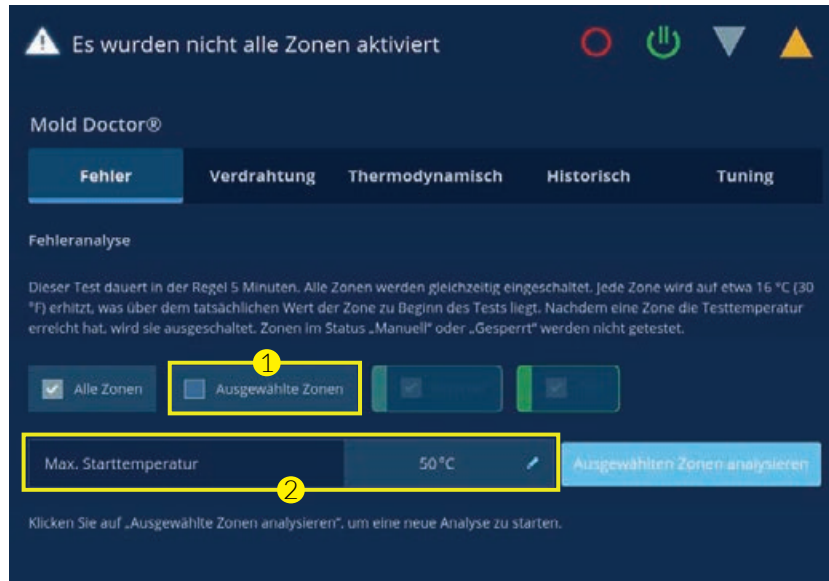 Es wurden nicht alle Zonen aktiviert
Mold Doctor®
Fehler Verdrahtung Thermodynamisch Historisch Tuning
Fehleranalyse
Dieser Test dauert in der Regel 5 Minuten. Alle Zonen werden gleichzeitig eingeschaltet. Jede Zone wird auf etwa 16 °C (30
°F) erhitzt, was über dem tatsächlichen Wert der Zone zu Beginn des Tests liegt. Nachdem eine Zone die Testtemperatur
erreicht hat, wird sie ausgeschaltet. Zonen im Status „Manuell" oder „Gesperrt" werden nicht getestet.
1
Alle Zonen Ausgewählte Zonen
Max. Starttemperatur 50 °C Ausgewählten Zonen analysieren
2
Klicken Sie auf „Ausgewählte Zonen analysieren", um eine neue Analyse zu starten.